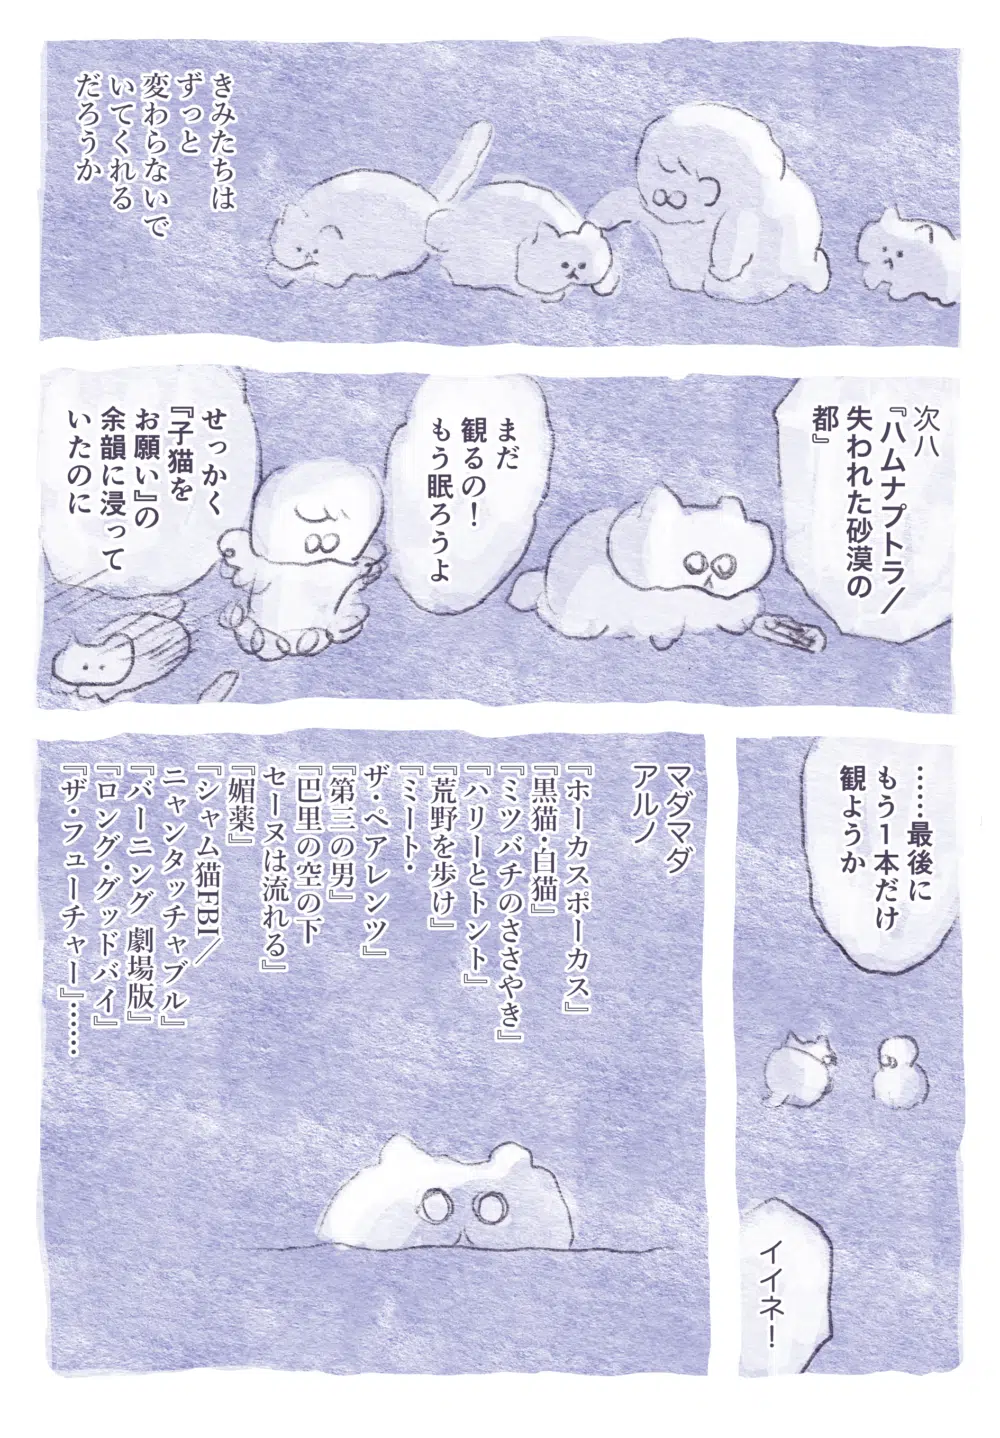 きみたちは
ずっと
変わらないで
いてくれる
だろうか
次ハ
『ハムナプトラ／
失われた砂漠の
都』
まだ
観るの！
もう眠ろうよ
せっかく
『子猫を
お願い』の
余韻に浸って
いたのに
……最後に
もう1本だけ
観ようか
イイネ！
マダマダ
アルノ
『ホーカスポーカス』
『黒猫・白猫』
『ミツバチのささやき』
『ハリーとトント』
『荒野を歩け』
『ミート・
ザ・ペアレンツ』
『第三の男』
『巴里の空の下
セーヌは流れる』
『媚薬』
『シャム猫FBI／
ニャンタッチャブル』
『バーニング 劇場版』
『ロング・グッドバイ』
『ザ・フューチャー』……